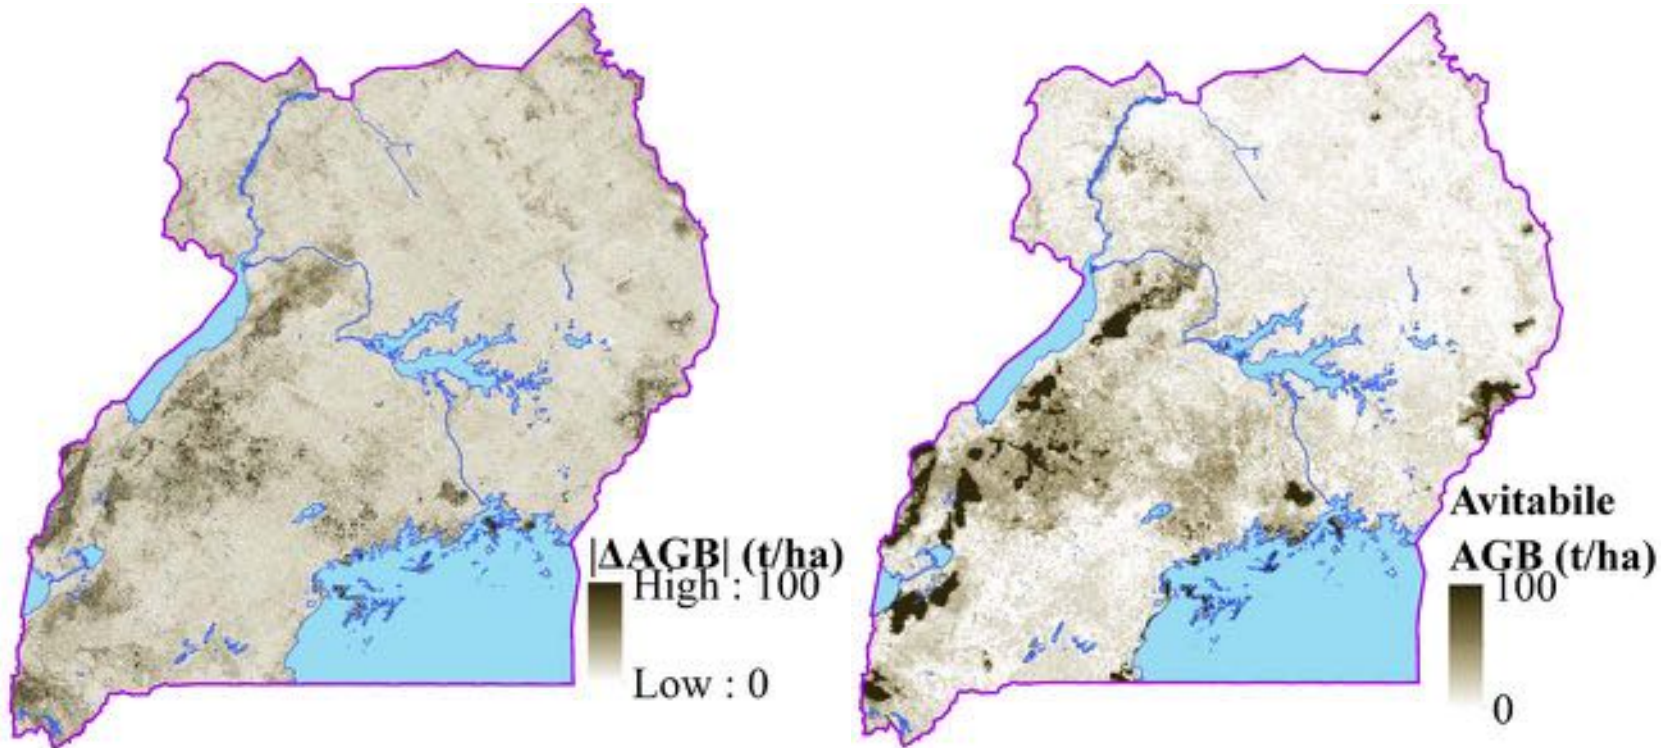 |ΔAGB| (t/ha)
High : 100
Low : 0
Avitabile
AGB (t/ha)
100
0